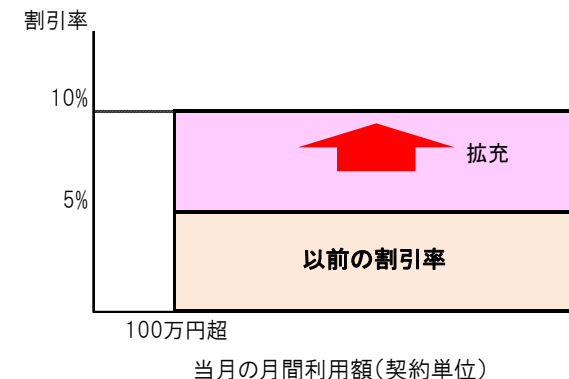 割引率
10%
拡充
5%
以前の割引率
100万円超
当月の月間利用額(契約単位)